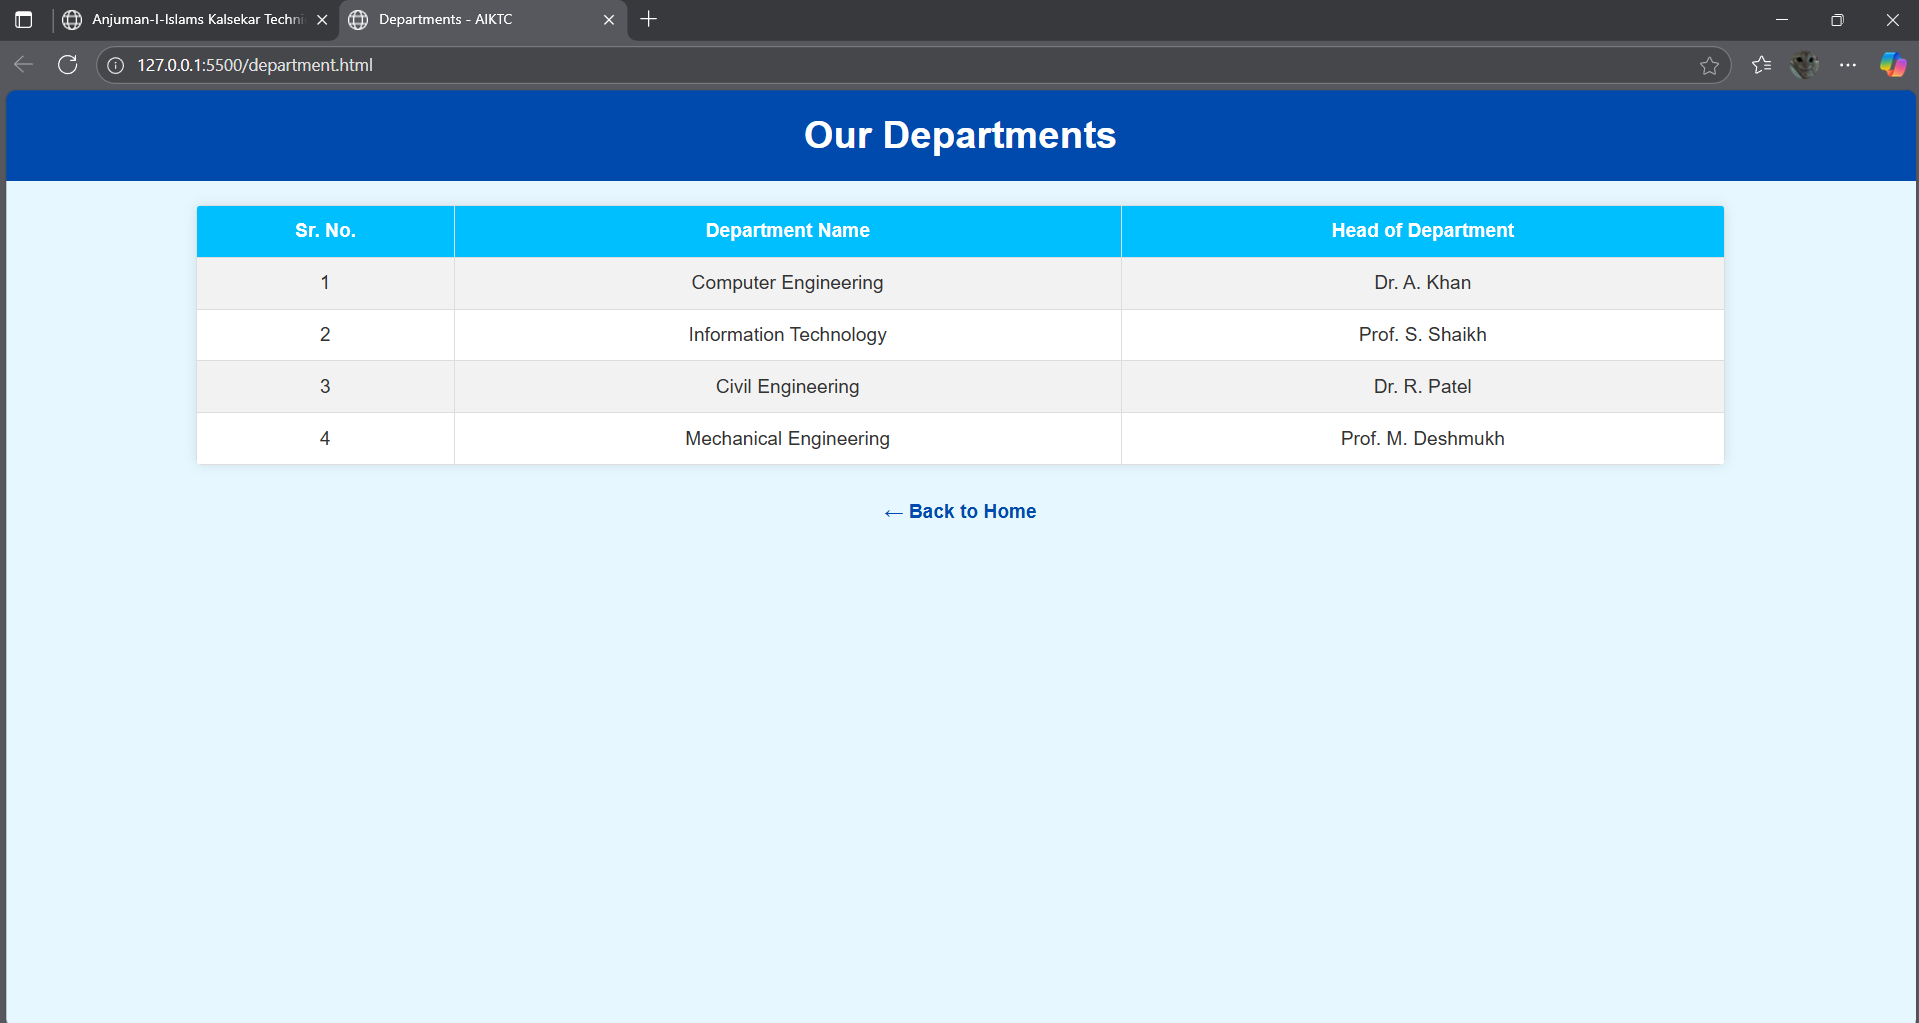 Anjuman-I-Islams Kalsekar Techni
Departments - AIKTC
127.0.0.1:5500/department.html
Our Departments
Sr. No. Department Name Head of Department
1 Computer Engineering Dr. A. Khan
2 Information Technology Prof. S. Shaikh
3 Civil Engineering Dr. R. Patel
4 Mechanical Engineering Prof. M. Deshmukh
← Back to Home